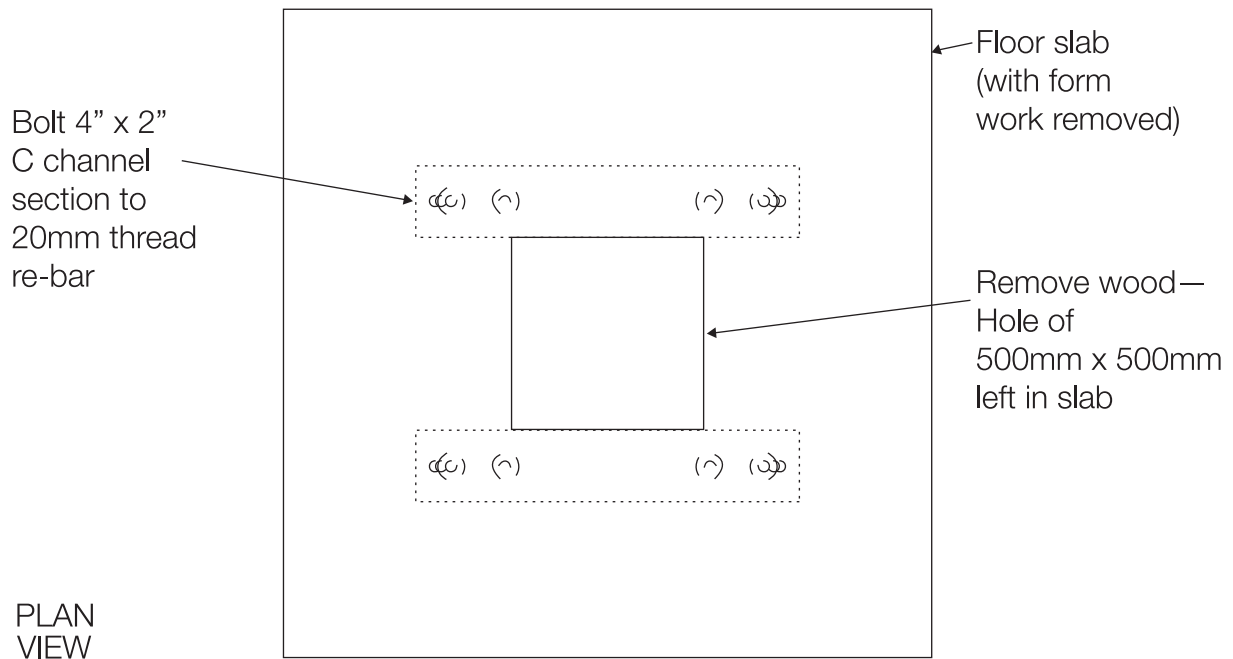 Floor slab
(with form
work removed)
Bolt 4” x 2”
C channel
section to
20mm thread
re-bar
Remove wood—
Hole of
500mm x 500mm
left in slab
PLAN
VIEW